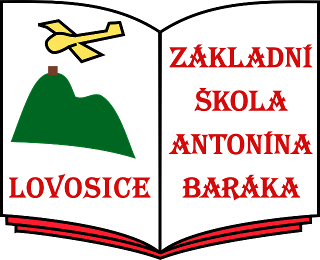 LOVOSICE
ZÁKLADNÍ
ŠKOLA
ANTONÍNA
BARÁKA